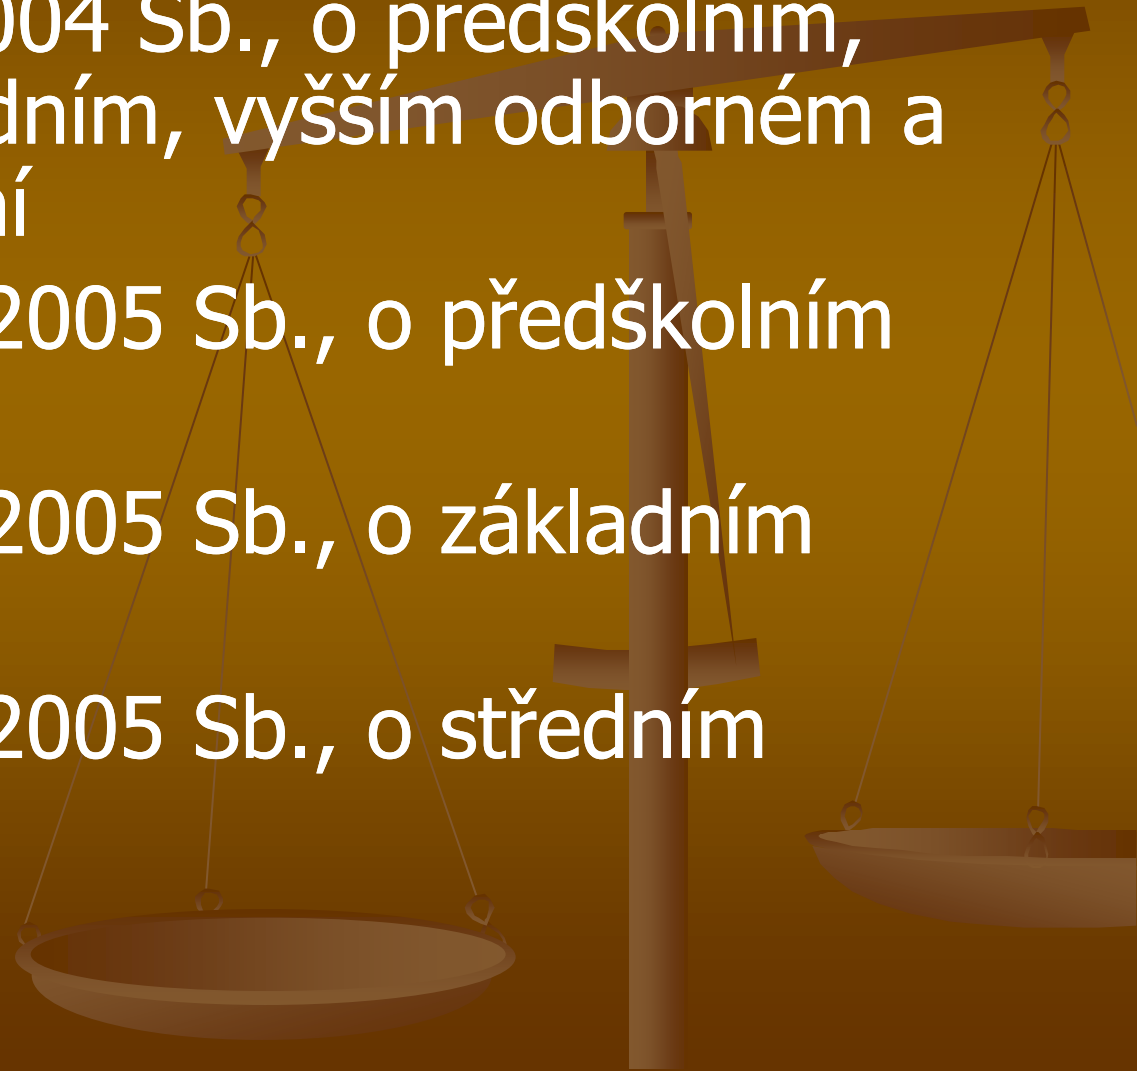 004 Sb., o předškolním,
dním, vyšším odborném a
ní
2005 Sb., o předškolním
2005 Sb., o základním
2005 Sb., o středním